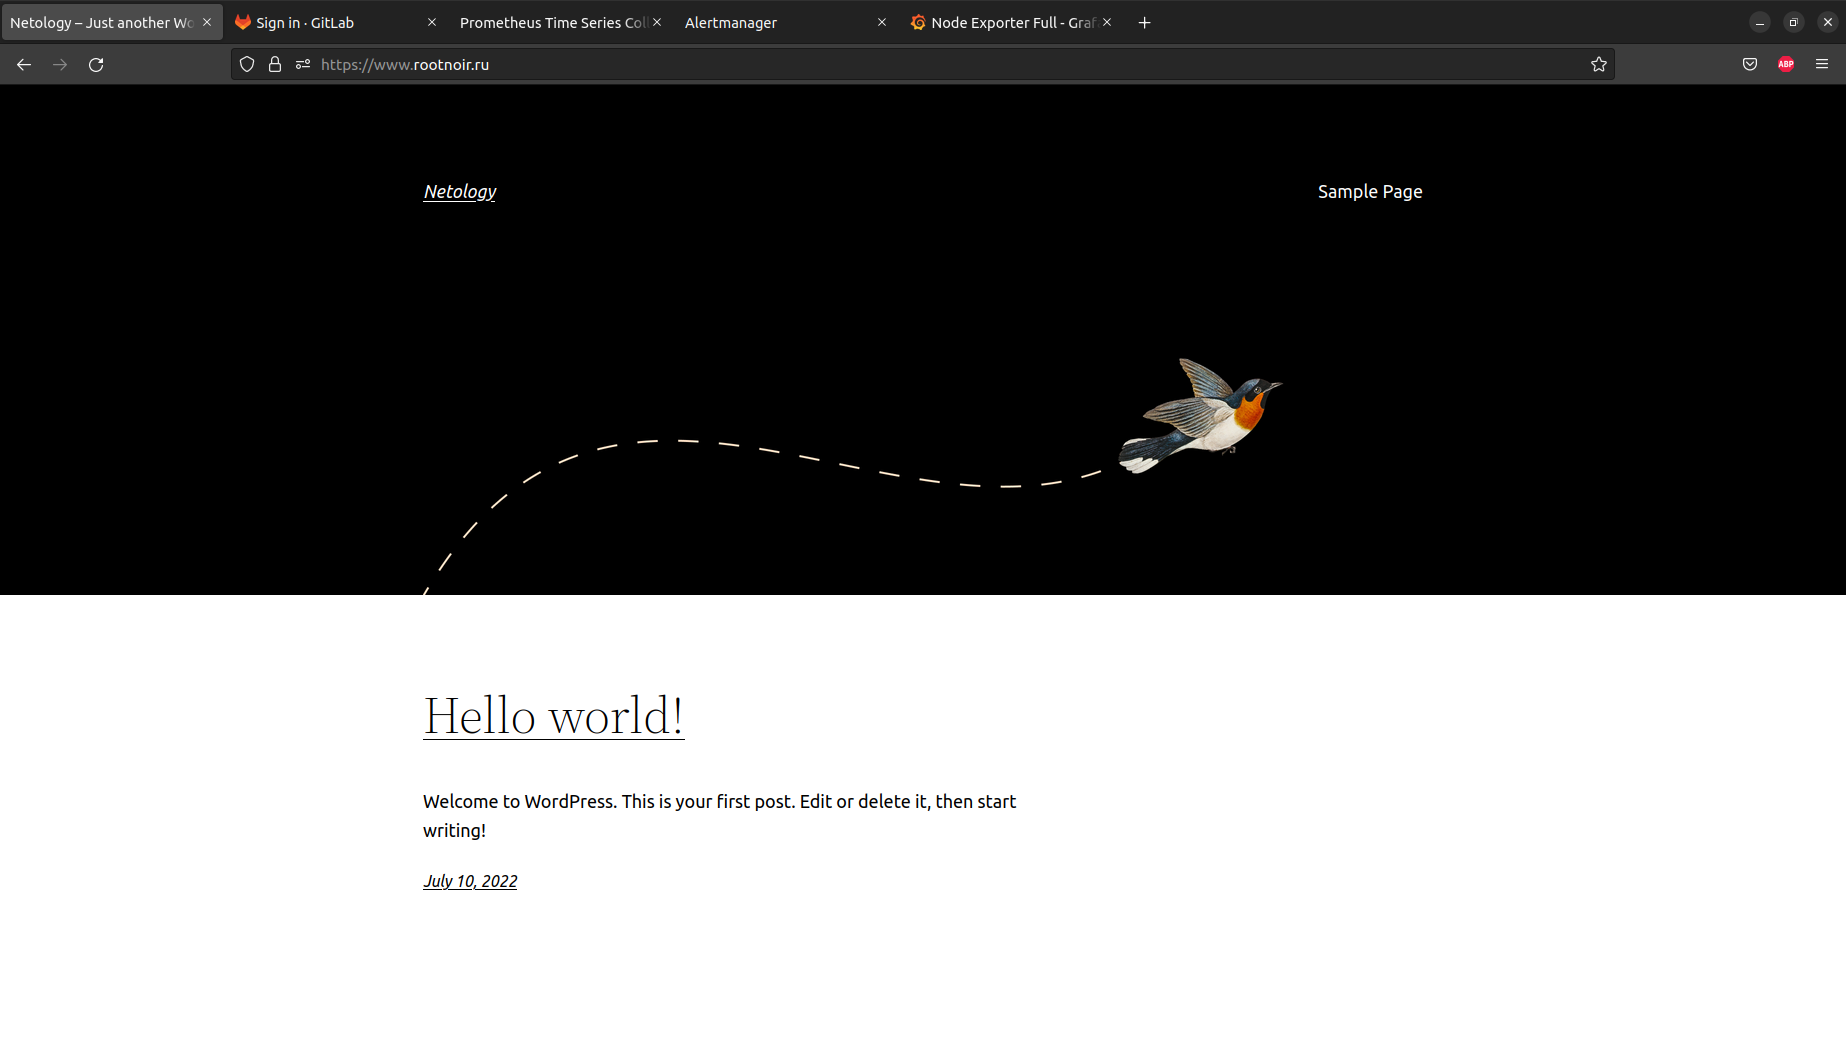 Netology – Just another Wo
Sign in · GitLab
Prometheus Time Series Col
Alertmanager
Node Exporter Full - Graf
https://www.rootnoir.ru
ABP
Netology
Sample Page
Hello world!
Welcome to WordPress. This is your first post. Edit or delete it, then start
writing!
July 10, 2022